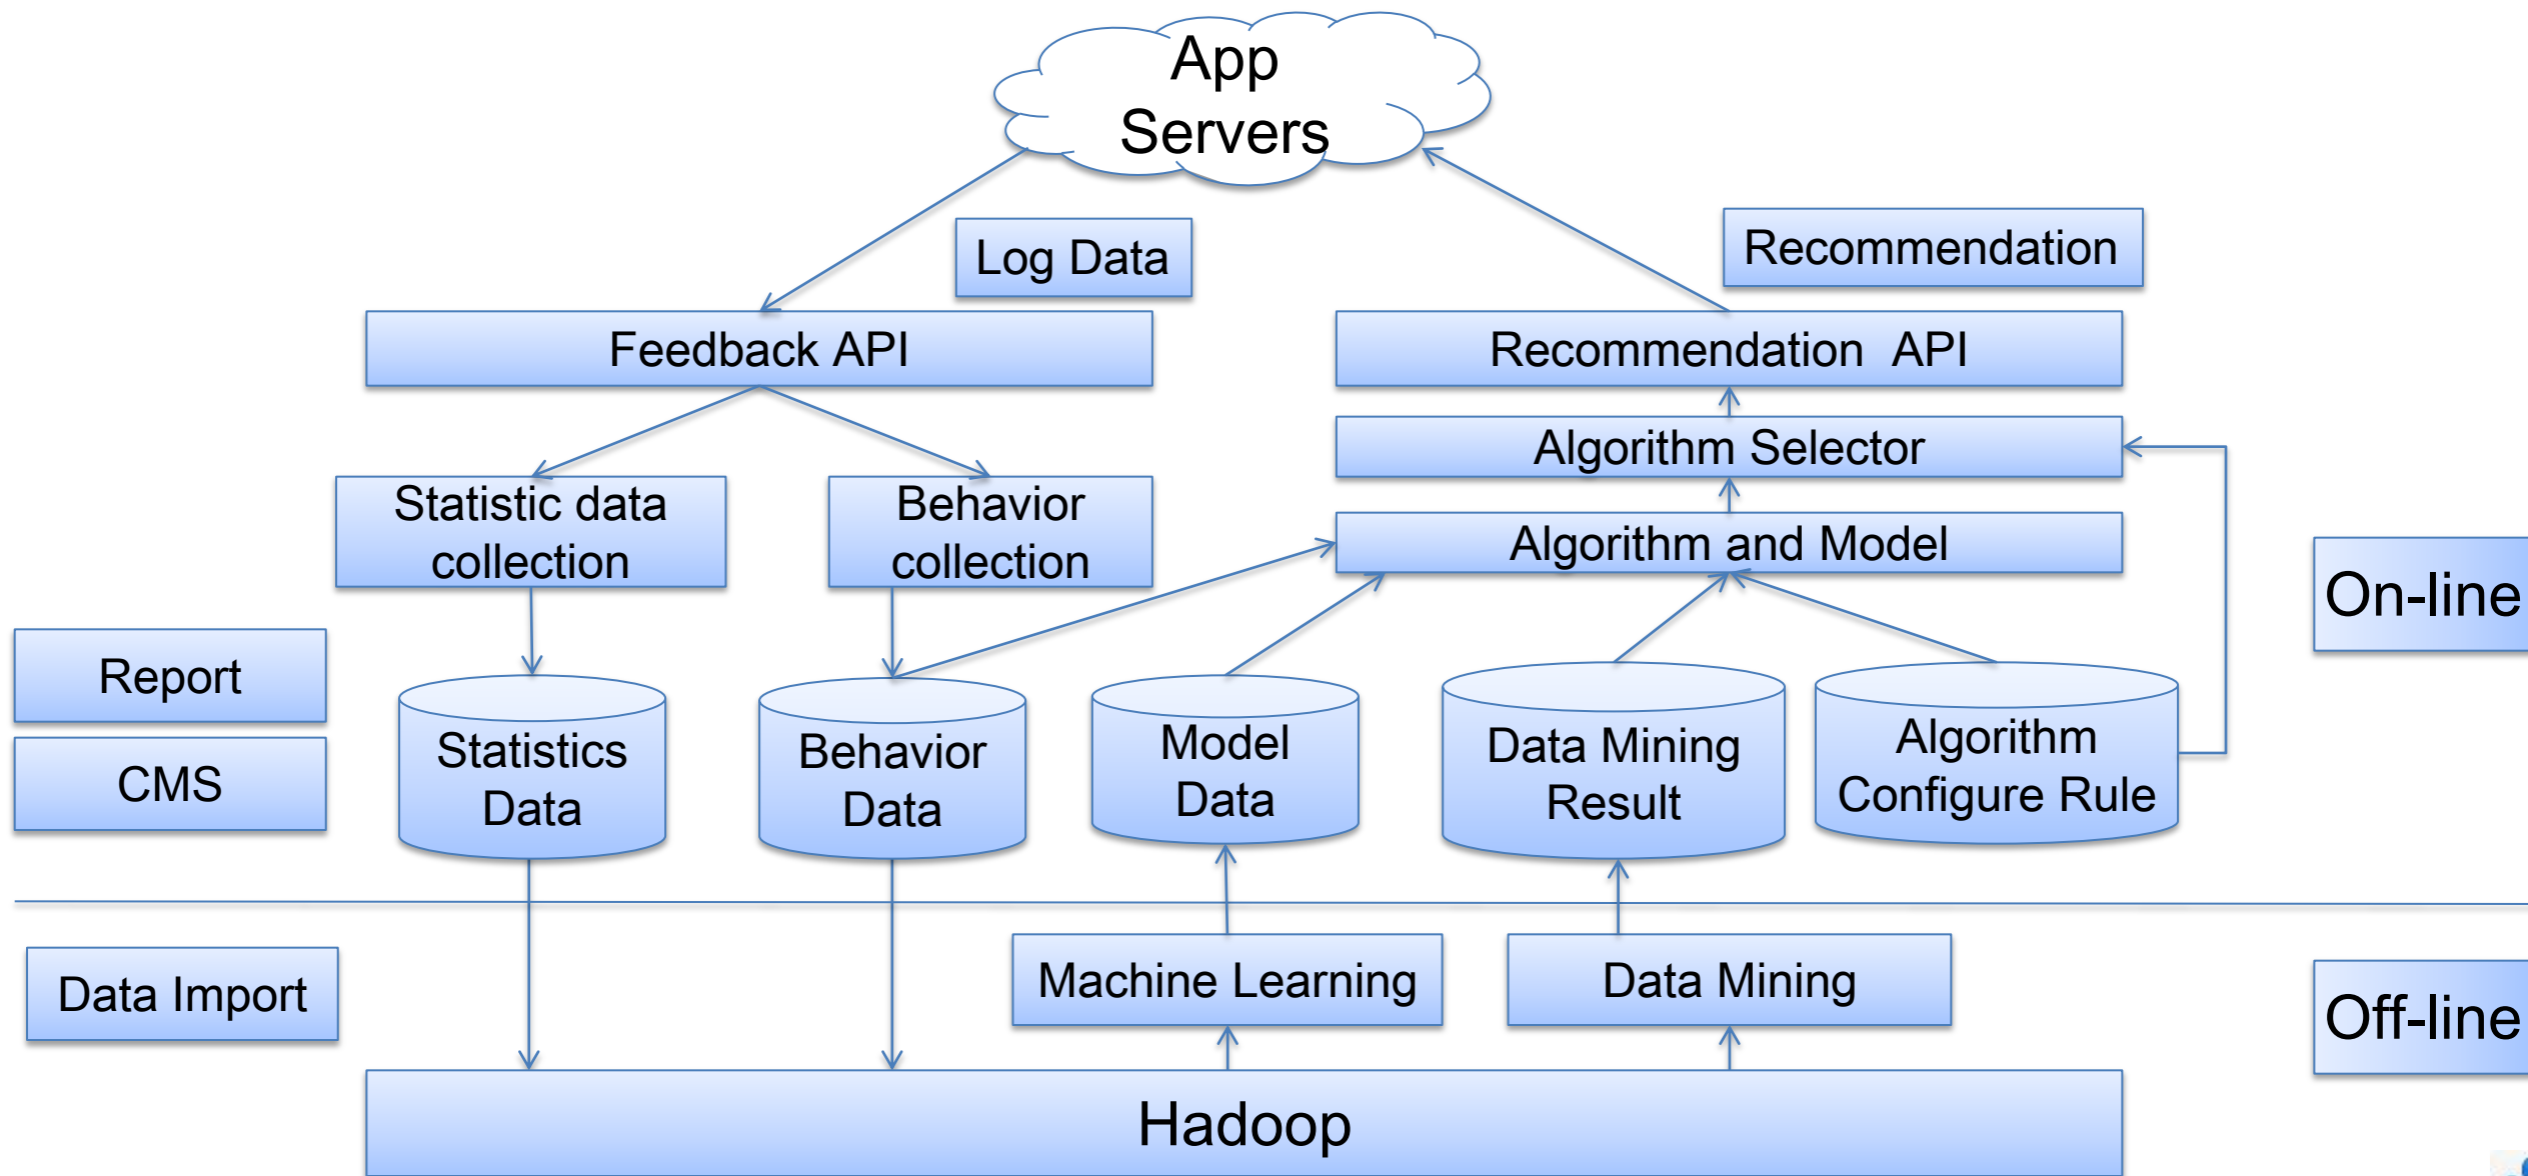 App
Servers
Log Data
Recommendation
Feedback API
Recommendation API
Algorithm Selector
Statistic data
collection
Behavior
collection
Algorithm and Model
On-line
Report
CMS
Statistics
Data
Behavior
Data
Model
Data
Data Mining
Result
Algorithm
Configure Rule
Data Import
Machine Learning
Data Mining
Off-line
Hadoop